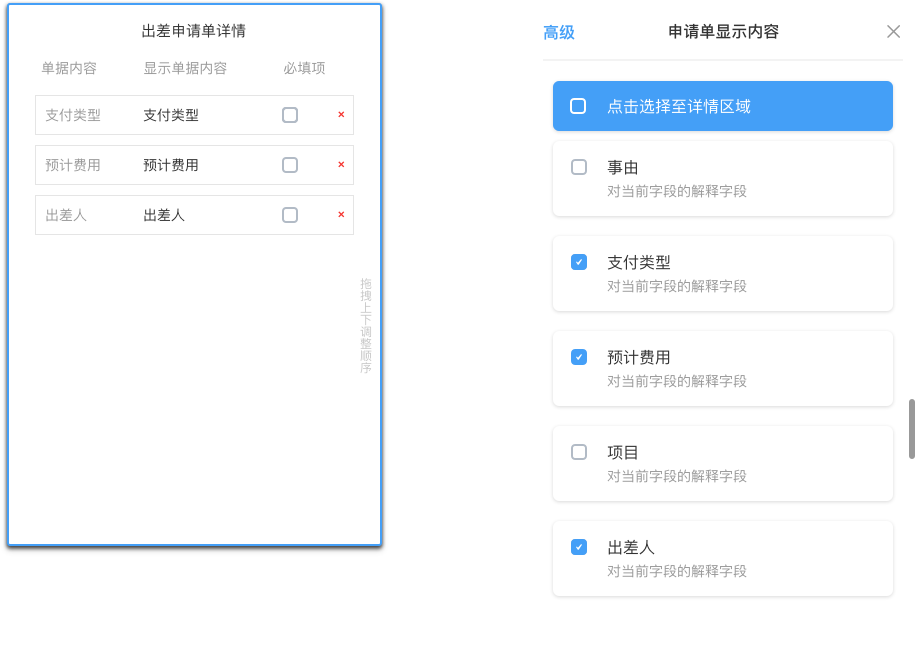 出差申请单详情
单据内容 显示单据内容 必填项
支付类型 支付类型
预计费用 预计费用
出差人 出差人
拖拽上下调整顺序
高级 申请单显示内容
点击选择至详情区域
事由
对当前字段的解释字段
支付类型
对当前字段的解释字段
预计费用
对当前字段的解释字段
项目
对当前字段的解释字段
出差人
对当前字段的解释字段